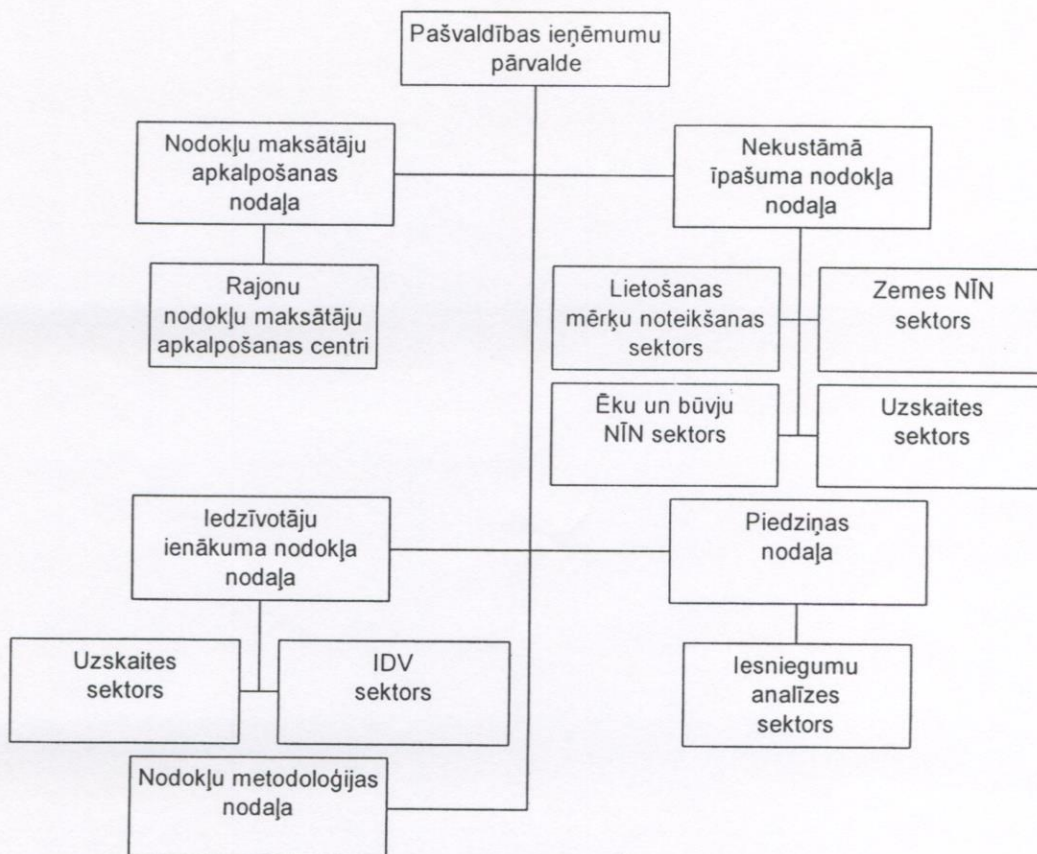 Pašvaldības ieņēmumu
pārvalde
Nodokļu maksātāju
apkalpošanas
nodaļa
Nekustāmā
īpašuma nodokļa
nodaļa
Rajonu
nodokļu maksātāju
apkalpošanas centri
Lietošanas
mērķu noteikšanas
sektors
Zemes NĪN
sektors
Ēku un būvju
NĪN sektors
Uzskaites
sektors
Iedzīvotāju
ienākuma nodokļa
nodaļa
Piedziņas
nodaļa
Uzskaites
sektors
IDV
sektors
Iesniegumu
analīzes
sektors
Nodokļu metodoloģijas
nodaļa